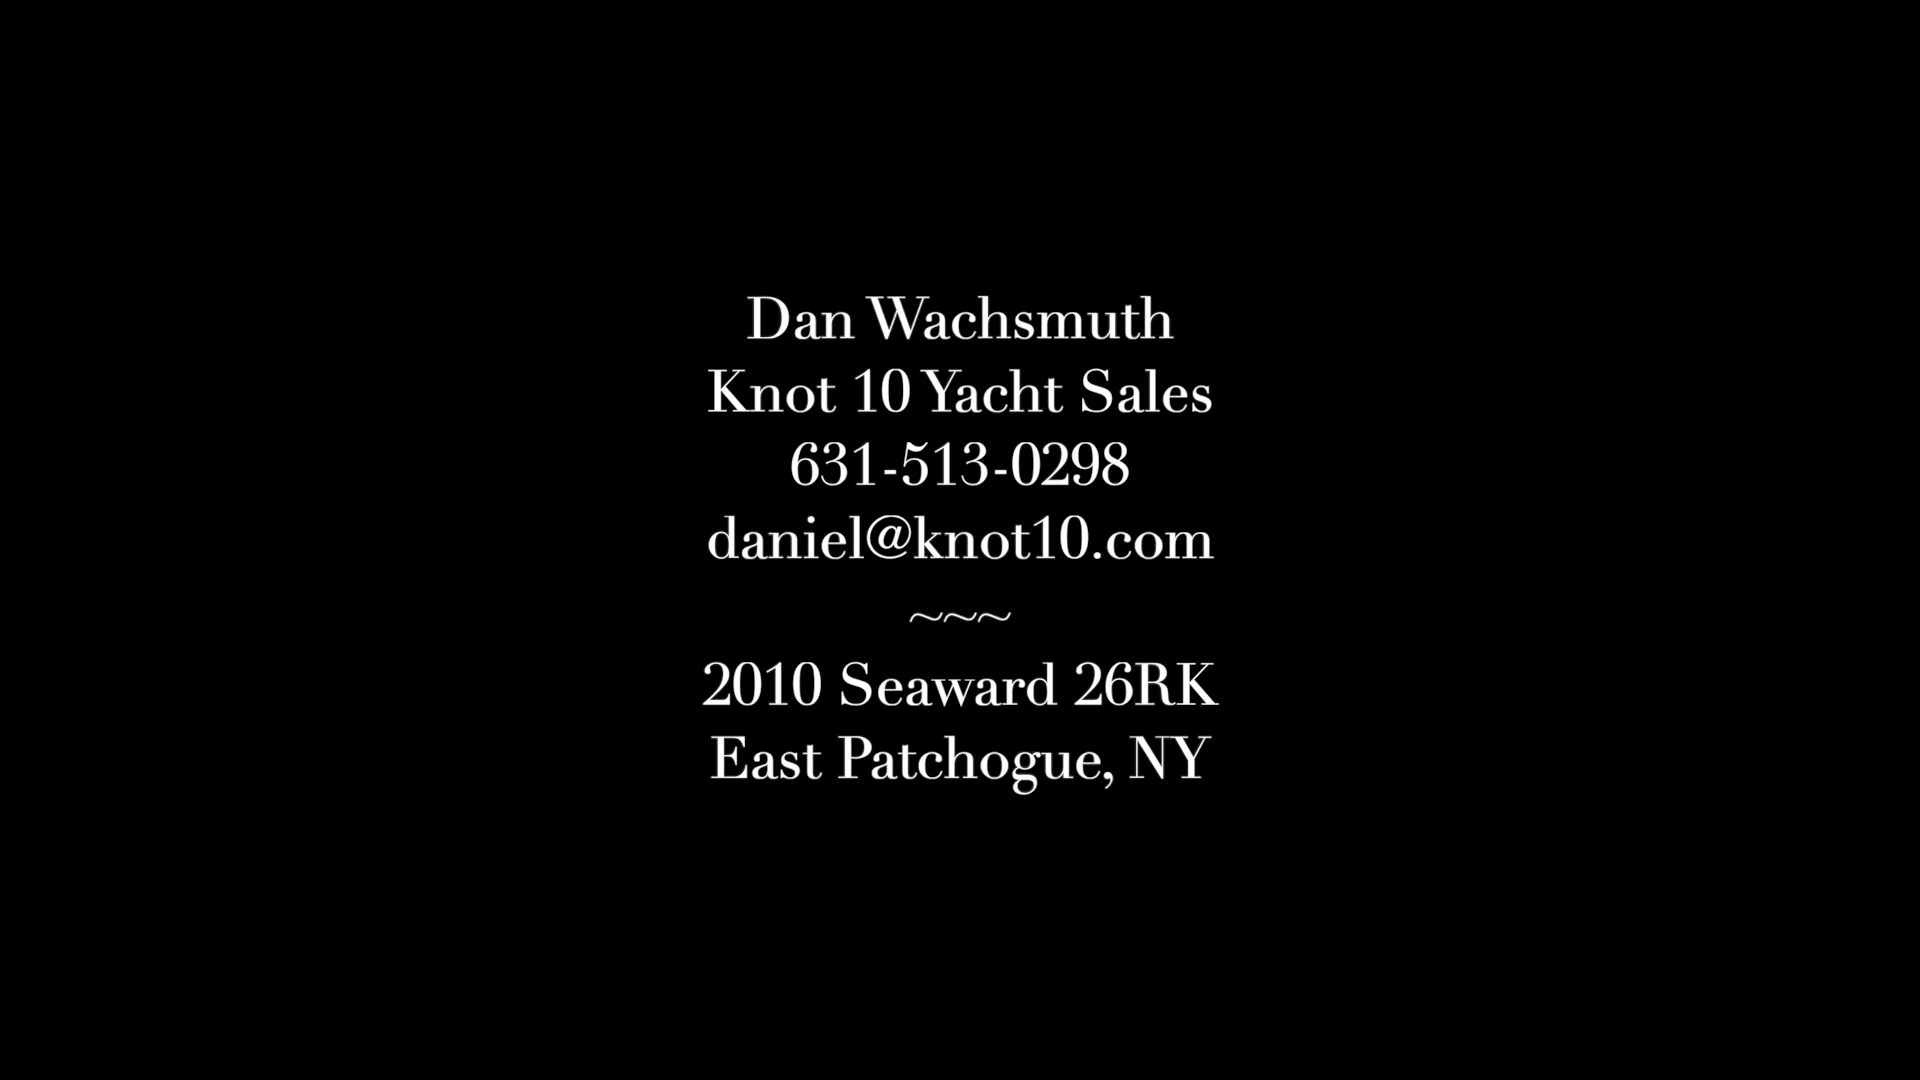 Dan Wachsmuth
Knot 10 Yacht Sales
631-513-0298
daniel@knot10.com
~~~
2010 Seaward 26RK
East Patchogue, NY